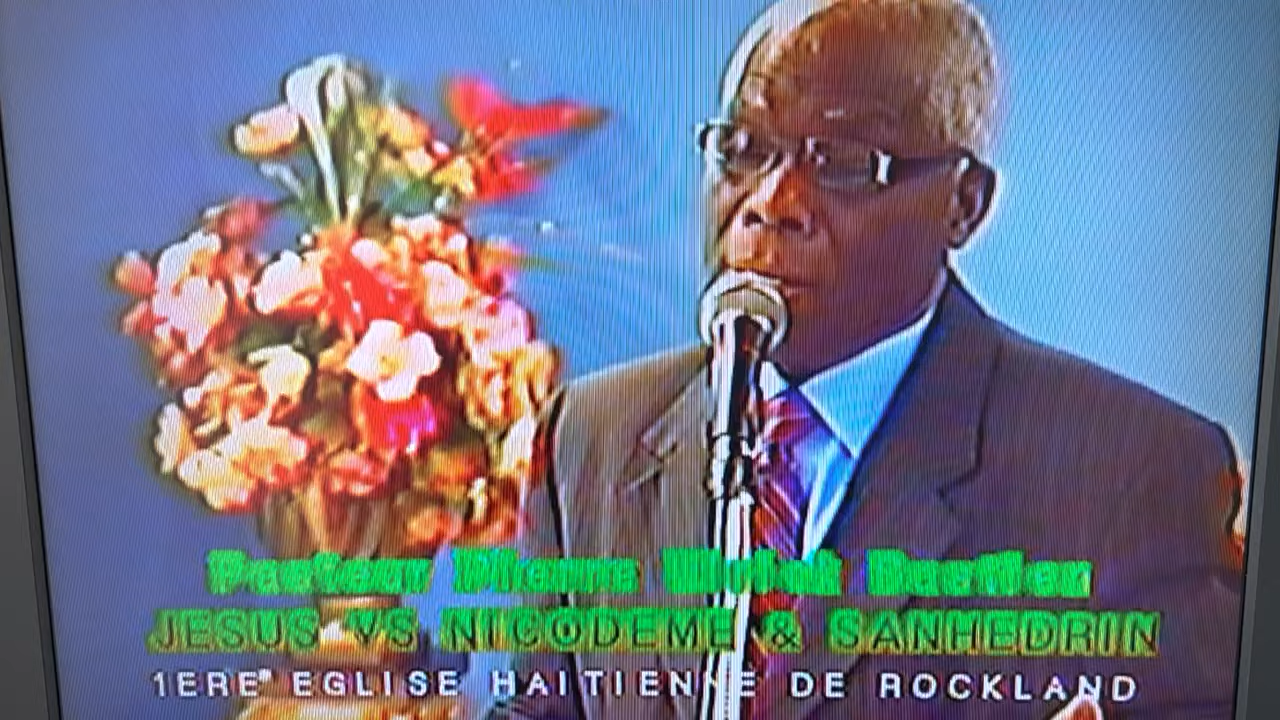 Pasteur Pierre
JESUS VS NICODEME & SANHEDRIN
1ERE EGLISE HAITIENNE DE ROCKLAND